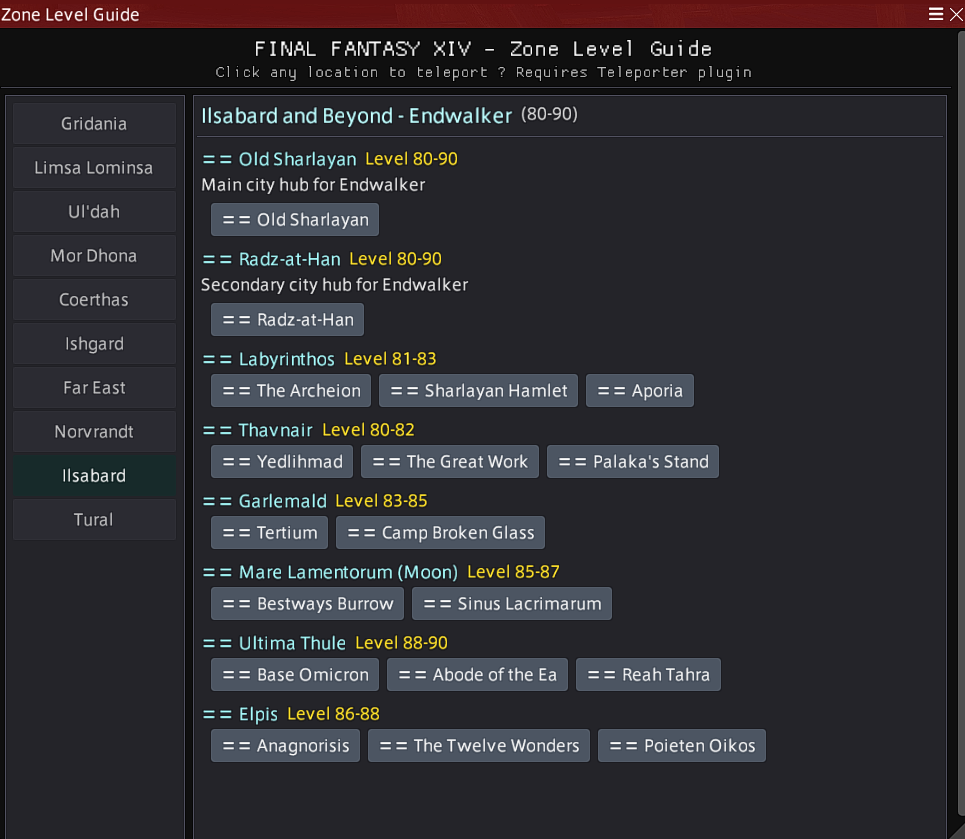 Zone Level Guide
FINAL FANTASY XIV - Zone Level Guide
Click any location to teleport ? Requires Teleporter plugin
Gridania
Limsa Lominsa
Ul'dah
Mor Dhona
Coerthas
Ishgard
Far East
Norvrandt
Ilsabard
Tural
Ilsabard and Beyond - Endwalker (80-90)
== Old Sharlayan Level 80-90
Main city hub for Endwalker
== Old Sharlayan
== Radz-at-Han Level 80-90
Secondary city hub for Endwalker
== Radz-at-Han
== Labyrinthos Level 81-83
== The Archeion == Sharlayan Hamlet == Aporia
== Thavnair Level 80-82
== Yedlihmad == The Great Work == Palaka's Stand
== Garlemald Level 83-85
== Tertium == Camp Broken Glass
== Mare Lamentorum (Moon) Level 85-87
== Bestways Burrow == Sinus Lacrimarum
== Ultima Thule Level 88-90
== Base Omicron == Abode of the Ea == Reah Tahra
== Elpis Level 86-88
== Anagnorisis == The Twelve Wonders == Poieten Oikos